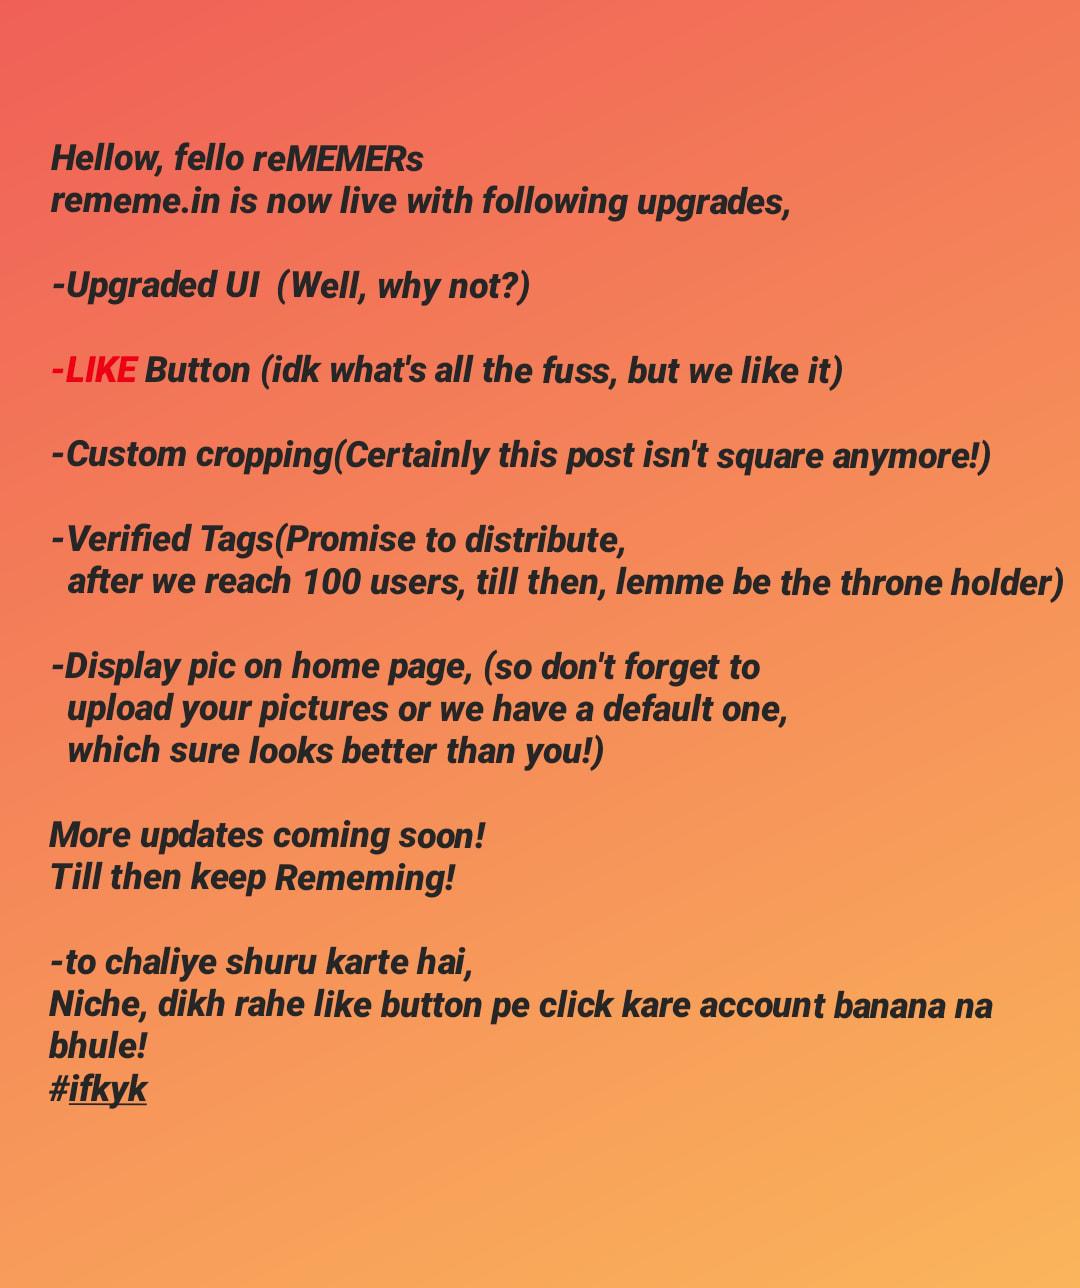 Hellow, fello reMEMERs
rememe.in is now live with following upgrades,
-Upgraded UI  (Well, why not?)
-LIKE Button (idk what's all the fuss, but we like it)
-Custom cropping(Certainly this post isn't square anymore!)
-Verified Tags(Promise to distribute,
after we reach 100 users, till then, lemme be the throne holder)
-Display pic on home page, (so don't forget to
upload your pictures or we have a default one,
which sure looks better than you!)
More updates coming soon!
Till then keep Rememing!
-to chaliye shuru karte hai,
Niche, dikh rahe like button pe click kare account banana na
bhule!
#ifkyk